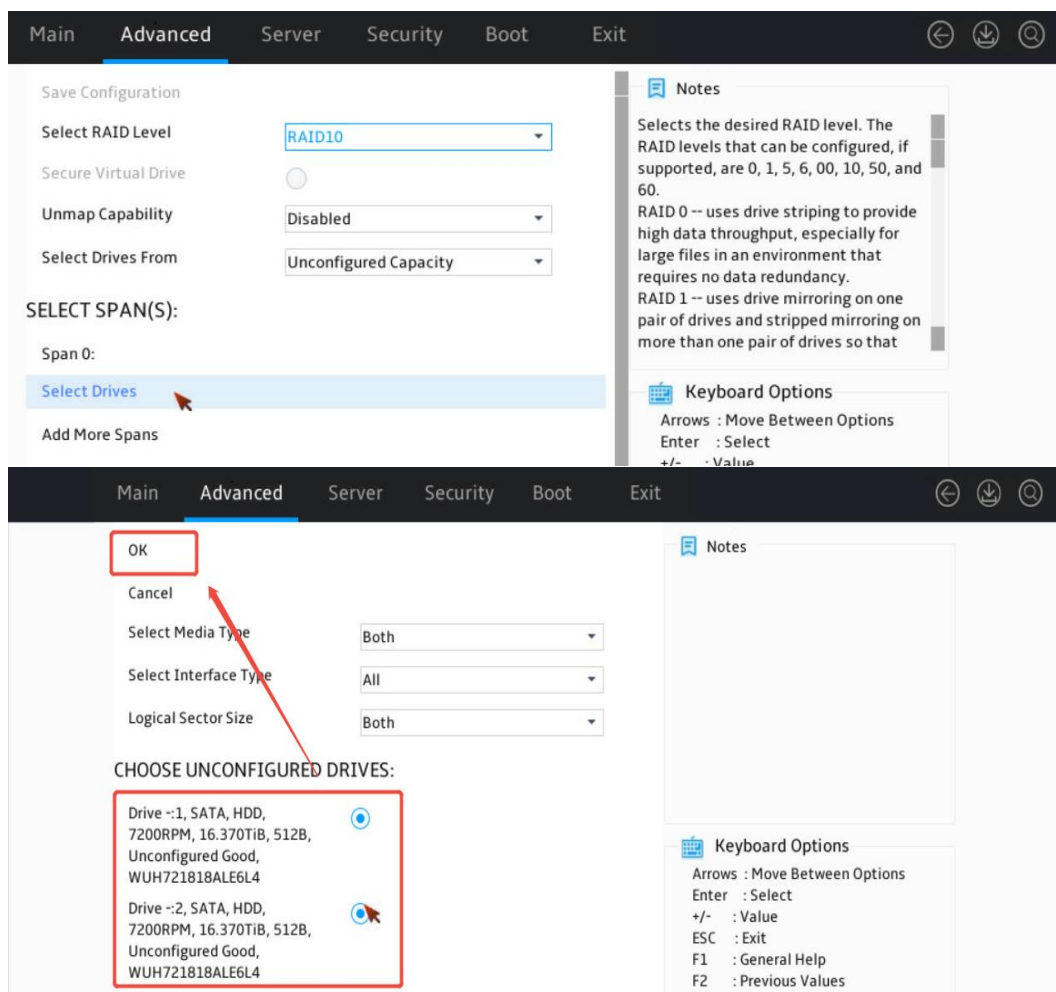 Main Advanced Server Security Boot Exit
Save Configuration
Select RAID Level
RAID10
Secure Virtual Drive
Unmap Capability
Disabled
Select Drives From
Unconfigured Capacity
SELECT SPAN(S):
Span 0:
Select Drives
Add More Spans
Notes
Selects the desired RAID level. The
RAID levels that can be configured, if
supported, are 0, 1, 5, 6, 00, 10, 50, and
60.
RAID 0 -- uses drive striping to provide
high data throughput, especially for
large files in an environment that
requires no data redundancy.
RAID 1 -- uses drive mirroring on one
pair of drives and stripped mirroring on
more than one pair of drives so that
Keyboard Options
Arrows : Move Between Options
Enter : Select
+/- : Value
Main Advanced Server Security Boot Exit
OK
Cancel
Select Media Type
Both
Select Interface Type
All
Logical Sector Size
Both
CHOOSE UNCONFIGURED DRIVES:
Drive -:1, SATA, HDD,
7200RPM, 16.370TiB, 512B,
Unconfigured Good,
WUH721818ALE6L4
Drive -:2, SATA, HDD,
7200RPM, 16.370TiB, 512B,
Unconfigured Good,
WUH721818ALE6L4
Notes
Keyboard Options
Arrows : Move Between Options
Enter : Select
+/- : Value
ESC : Exit
F1 : General Help
F2 : Previous Values